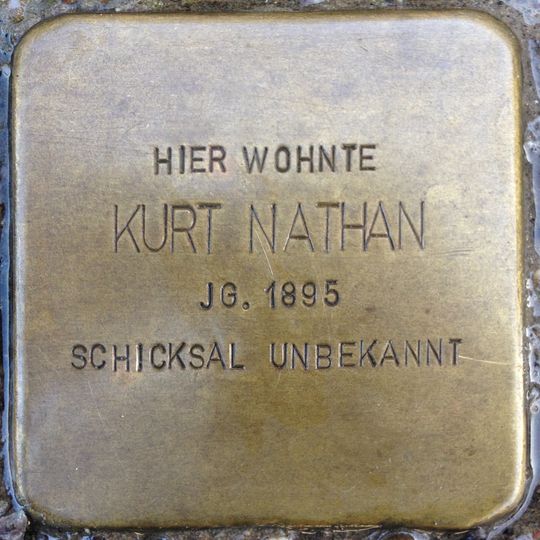 HIER WOHNTE
KURT NATHAN
JG. 1895
SCHICKSAL UNBEKANNT